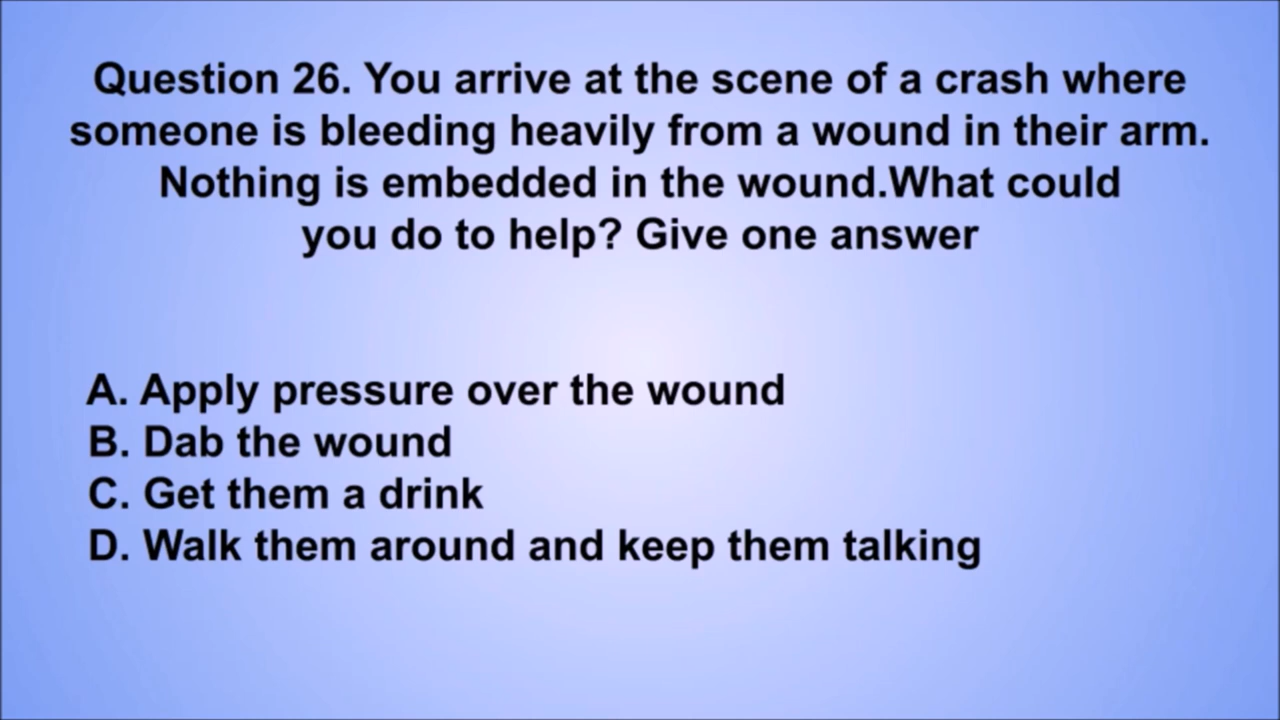 Question 26. You arrive at the scene of a crash where
someone is bleeding heavily from a wound in their arm.
Nothing is embedded in the wound.What could
you do to help? Give one answer
A. Apply pressure over the wound
B. Dab the wound
C. Get them a drink
D. Walk them around and keep them talking